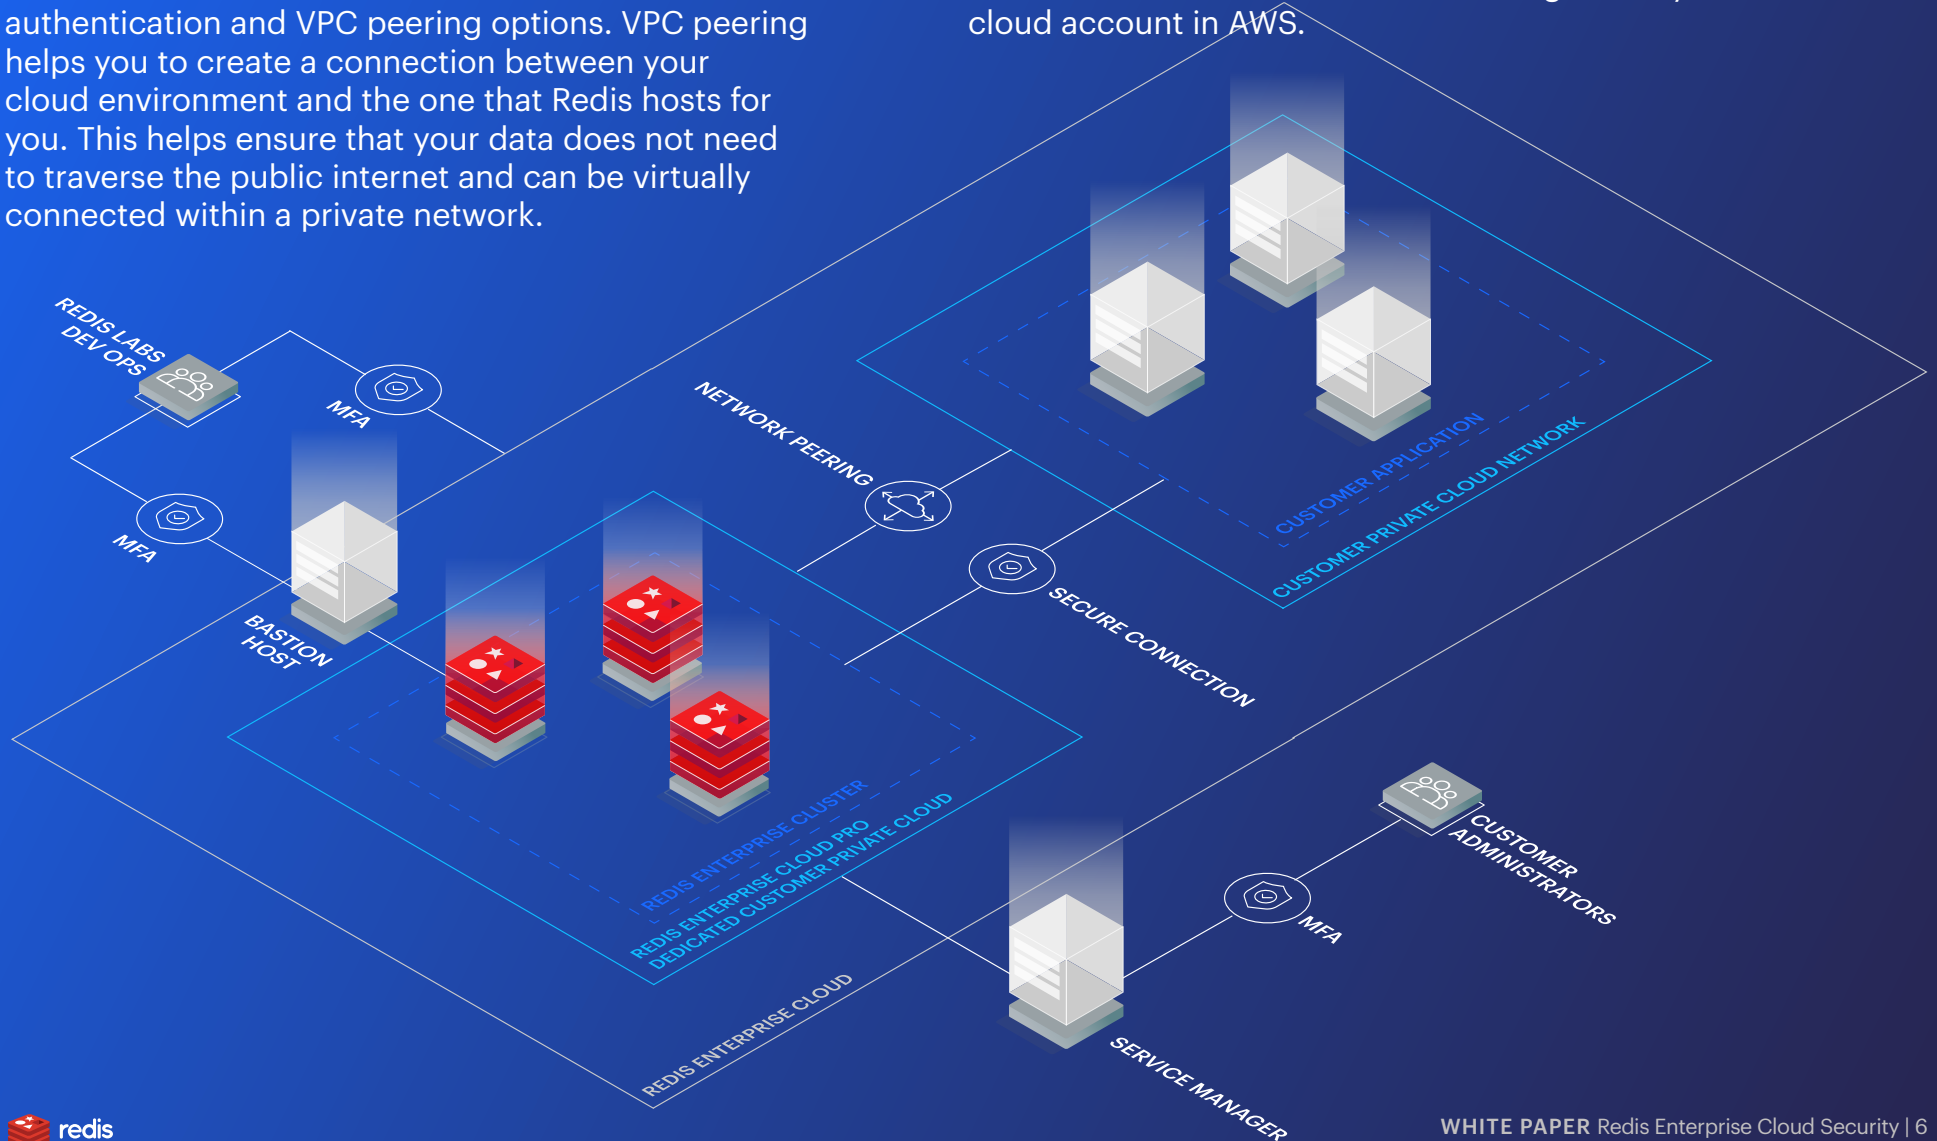 authentication and VPC peering options. VPC peering
helps you to create a connection between your
cloud environment and the one that Redis hosts for
you. This helps ensure that your data does not need
to traverse the public internet and can be virtually
connected within a private network.
cloud account in AWS.
REDIS LABS
DEV OPS
MFA
MFA
BASTION
HOST
NETWORK PEERING
SECURE CONNECTION
CUSTOMER APPLICATION
CUSTOMER PRIVATE CLOUD NETWORK
REDIS ENTERPRISE CLUSTER
REDIS ENTERPRISE CLOUD PRO
DEDICATED CUSTOMER PRIVATE CLOUD
REDIS ENTERPRISE CLOUD
CUSTOMER
ADMINISTRATORS
MFA
SERVICE MANAGER
redis
WHITE PAPER Redis Enterprise Cloud Security | 6